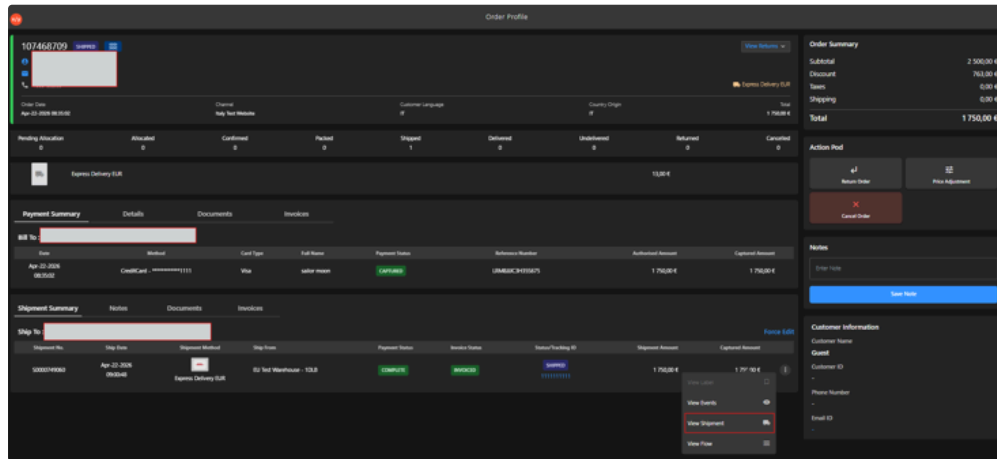 Order Profile
107468709 SHIPPED
View Returns
Express Delivery EUR
Order Date Channel Customer Language Country Origin Total
Apr-22-2026 08:35:02 Italy Test Website IT IT 1 750,00 €
Pending Allocation Allocated Confirmed Packed Shipped Delivered Undelivered Returned Cancelled
0 0 0 0 1 0 0 0 0
Express Delivery EUR 13,00 €
Payment Summary Details Documents Invoices
Bill To :
Date Method Card Type Full Name Payment Status Reference Number Authorised Amount Captured Amount
Apr-22-2026 08:35:02 CreditCard - ************1111 Visa sailor-moon CAPTURED 1 750,00 € 1 750,00 €
Shipment Summary Notes Documents Invoices
Ship To :
Force Edit
Shipment No. Ship Date Shipment Method Ship From Payment Status Invoice Status Status/Tracking ID Shipment Amount Captured Amount
S0000749060 Apr-22-2026 09:00:48 Express Delivery EUR EU Test Warehouse - COMPLETE INVOICED SHIPPED 1 750,00 €
View Label
View Events
View Shipment
View Flow
Order Summary
Subtotal 2 500,00 €
Discount 763,00 €
Taxes 0,00 €
Shipping 0,00 €
Total 1 750,00 €
Action Pod
Return Order Price Adjustment
Cancel Order
Notes
Enter Note
Save Note
Customer Information
Customer Name
Guest
Customer ID
-
Phone Number
-
Email ID
-